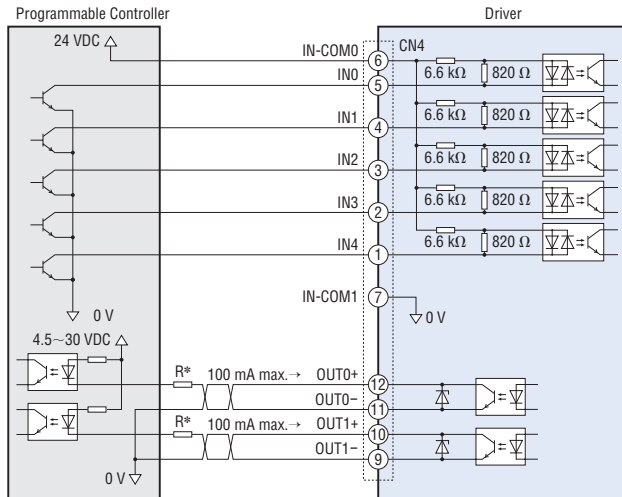 Programmable Controller
Driver
24 VDC
IN-COM0
6
CN4
6.6 kΩ
820 Ω
IN0
5
6.6 kΩ
820 Ω
IN1
4
6.6 kΩ
820 Ω
IN2
3
6.6 kΩ
820 Ω
IN3
2
6.6 kΩ
820 Ω
IN4
1
IN-COM1
7
0 V
0 V
4.5~30 VDC
R*
100 mA max.→
OUT0+
12
OUT0−
11
R*
100 mA max.→
OUT1+
10
OUT1−
9
0 V